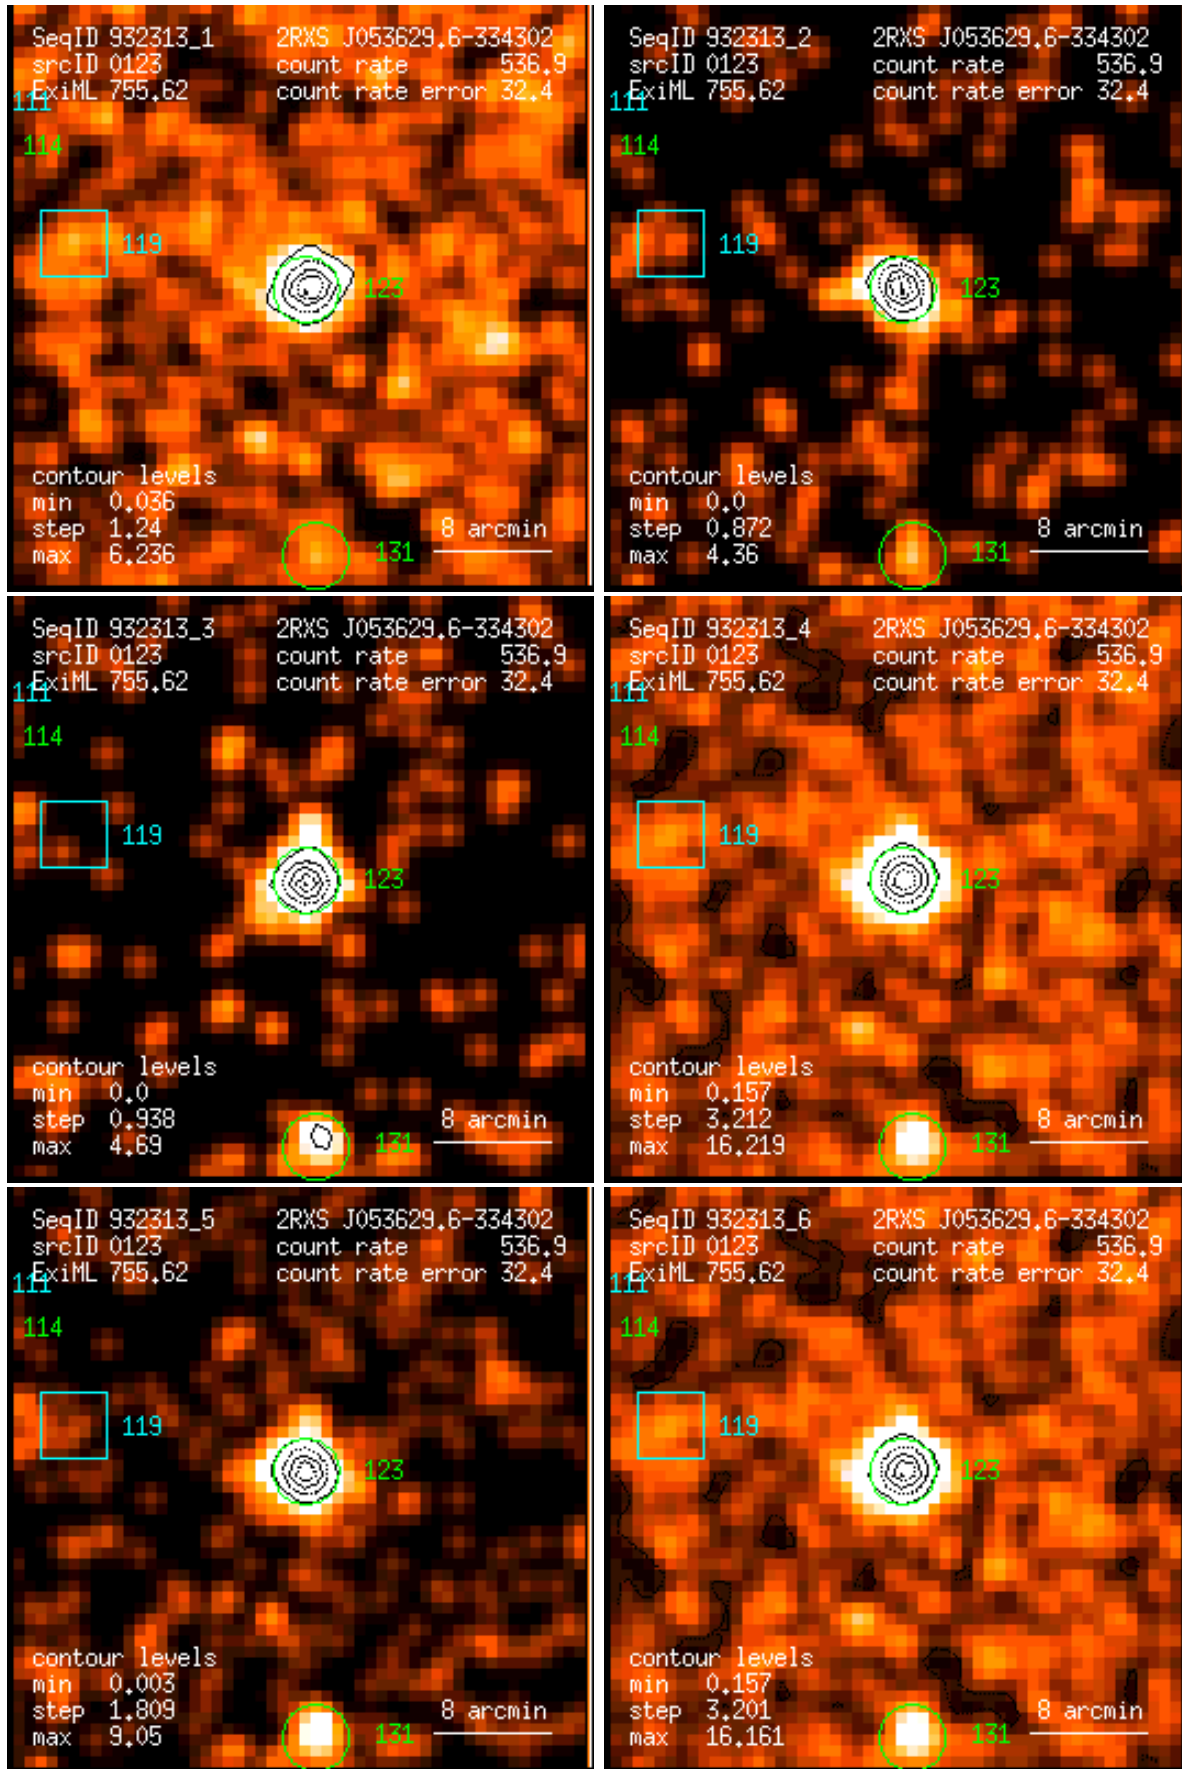 SeqID 932313_1 2RXS J053629.6-334302
srcID 0123 count rate 536.9
ExiML 755.62 count rate error 32.4
111
114
119
123
contour levels
min 0.036
step 1.24 8 arcmin
max 6.236 131
SeqID 932313_2 2RXS J053629.6-334302
srcID 0123 count rate 536.9
ExiML 755.62 count rate error 32.4
111
114
119
123
contour levels
min 0.0
step 0.872 8 arcmin
max 4.36 131
SeqID 932313_3 2RXS J053629.6-334302
srcID 0123 count rate 536.9
ExiML 755.62 count rate error 32.4
111
114
119
123
contour levels
min 0.0
step 0.938 8 arcmin
max 4.69 131
SeqID 932313_4 2RXS J053629.6-334302
srcID 0123 count rate 536.9
ExiML 755.62 count rate error 32.4
111
114
119
123
contour levels
min 0.157
step 3.212 8 arcmin
max 16.219 131
SeqID 932313_5 2RXS J053629.6-334302
srcID 0123 count rate 536.9
ExiML 755.62 count rate error 32.4
111
114
119
123
contour levels
min 0.003
step 1.809 8 arcmin
max 9.05 131
SeqID 932313_6 2RXS J053629.6-334302
srcID 0123 count rate 536.9
ExiML 755.62 count rate error 32.4
111
114
119
123
contour levels
min 0.157
step 3.201 8 arcmin
max 16.161 131